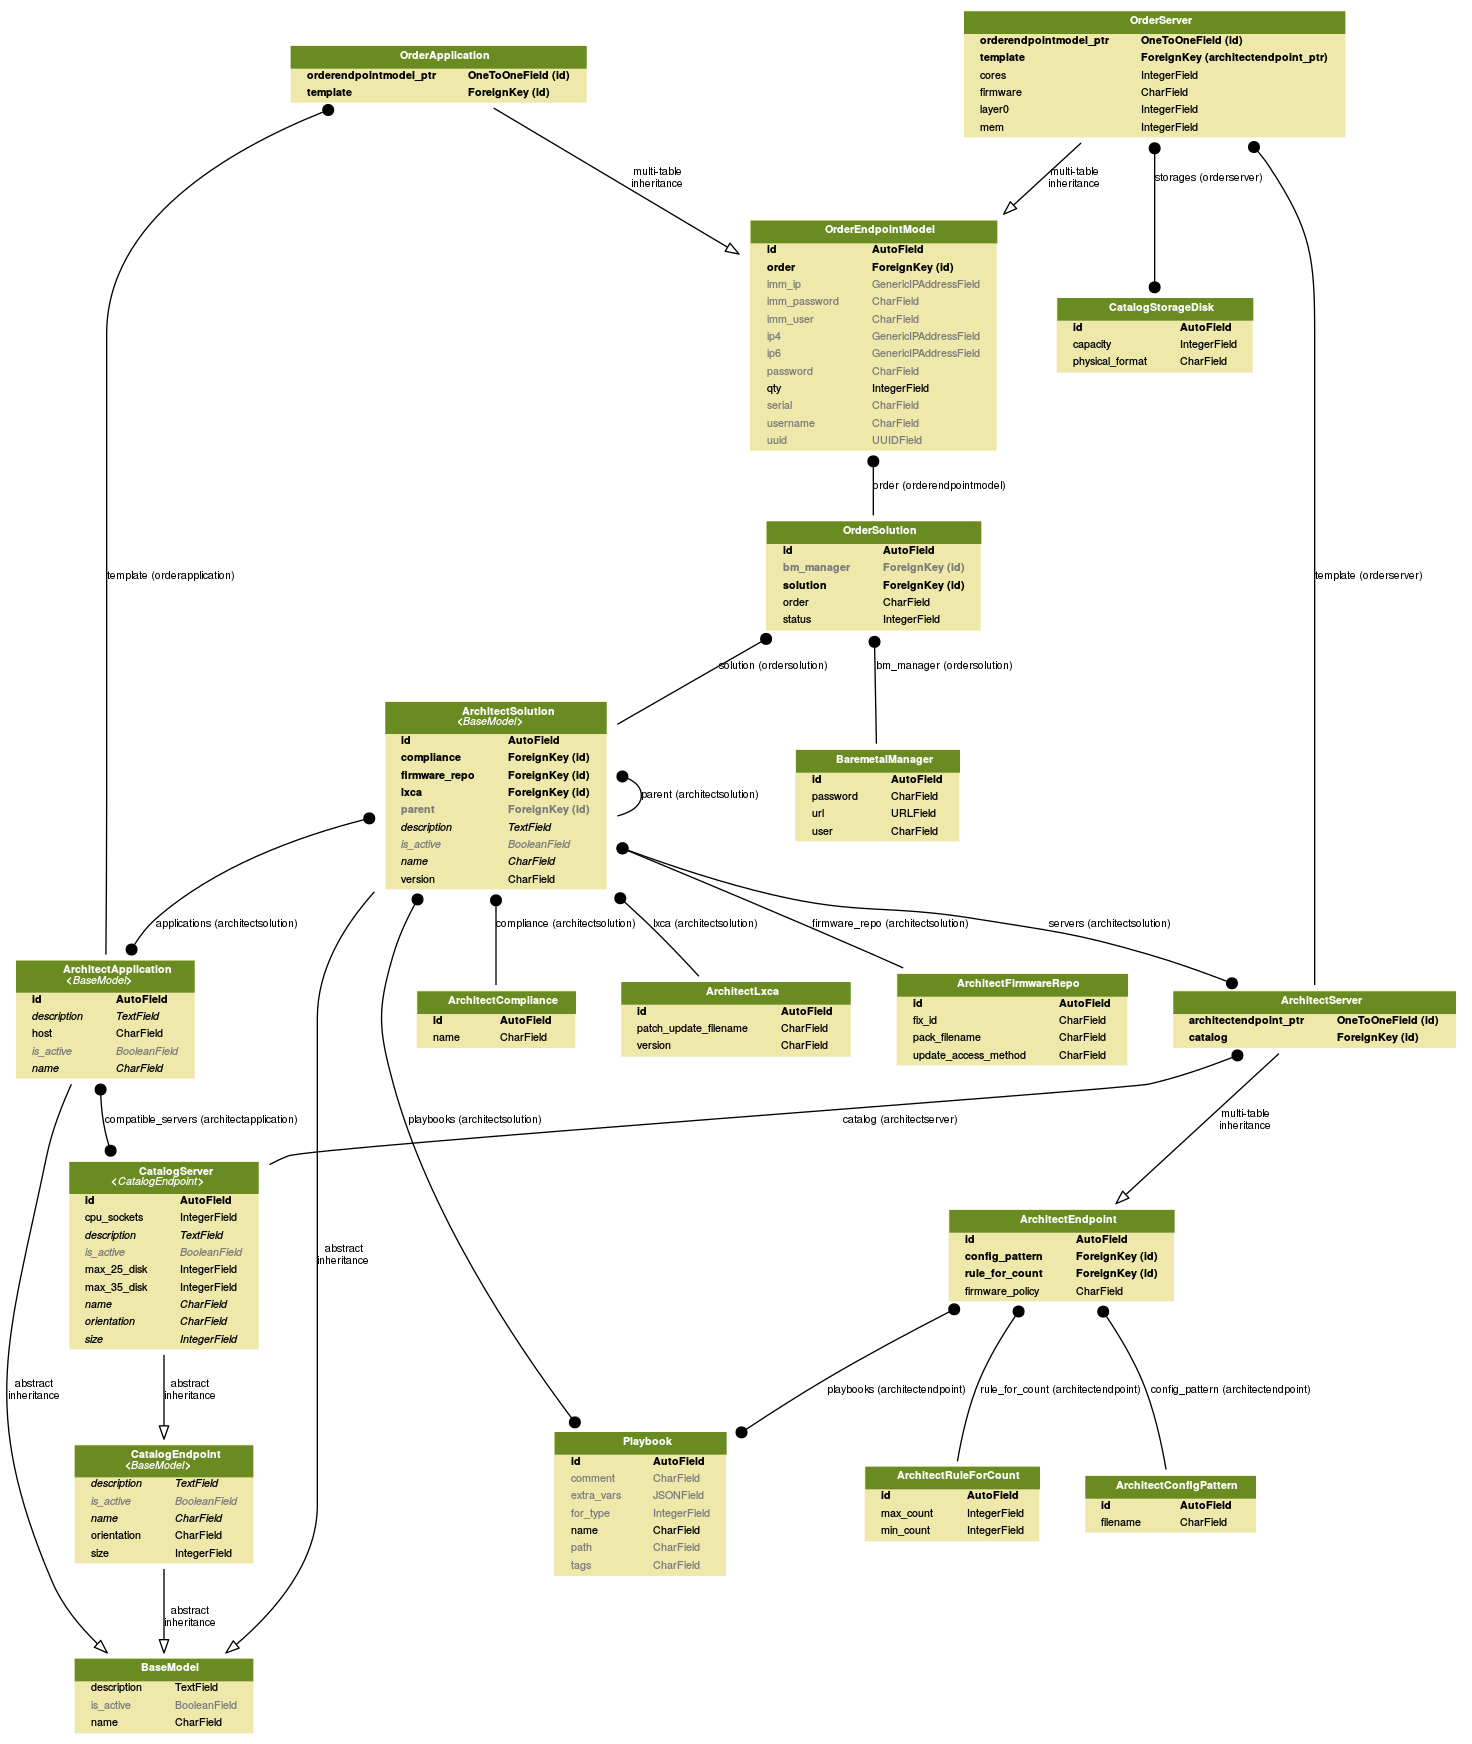 OrderServer
orderendpointmodel_ptr OneToOneField (id)
template ForeignKey (architectendpoint_ptr)
cores IntegerField
firmware CharField
layer0 IntegerField
mem IntegerField
OrderApplication
orderendpointmodel_ptr OneToOneField (id)
template ForeignKey (id)
multi-table
inheritance
multi-table
inheritance
storages (orderserver)
OrderEndpointModel
id AutoField
order ForeignKey (id)
imm_ip GenericIPAddressField
imm_password CharField
imm_user CharField
ip4 GenericIPAddressField
ip6 GenericIPAddressField
password CharField
qty IntegerField
serial CharField
username CharField
uuid UUIDField
CatalogStorageDisk
id AutoField
capacity IntegerField
physical_format CharField
order (orderendpointmodel)
OrderSolution
id AutoField
bm_manager ForeignKey (id)
solution ForeignKey (id)
order CharField
status IntegerField
template (orderapplication)
template (orderserver)
solution (ordersolution)
bm_manager (ordersolution)
ArchitectSolution
<BaseModel>
id AutoField
compliance ForeignKey (id)
firmware_repo ForeignKey (id)
lxca ForeignKey (id)
parent ForeignKey (id)
description TextField
is_active BooleanField
name CharField
version CharField
parent (architectsolution)
BaremetalManager
id AutoField
password CharField
url URLField
user CharField
applications (architectsolution)
compliance (architectsolution)
lxca (architectsolution)
firmware_repo (architectsolution)
servers (architectsolution)
ArchitectApplication
<BaseModel>
id AutoField
description TextField
host CharField
is_active BooleanField
name CharField
ArchitectCompliance
id AutoField
name CharField
ArchitectLxca
id AutoField
patch_update_filename CharField
version CharField
ArchitectFirmwareRepo
id AutoField
fix_id CharField
pack_filename CharField
update_access_method CharField
ArchitectServer
architectendpoint_ptr OneToOneField (id)
catalog ForeignKey (id)
compatible_servers (architectapplication)
playbooks (architectsolution)
catalog (architectserver)
multi-table
inheritance
CatalogServer
<CatalogEndpoint>
id AutoField
cpu_sockets IntegerField
description TextField
is_active BooleanField
max_25_disk IntegerField
max_35_disk IntegerField
name CharField
orientation CharField
size IntegerField
abstract
inheritance
ArchitectEndpoint
id AutoField
config_pattern ForeignKey (id)
rule_for_count ForeignKey (id)
firmware_policy CharField
abstract
inheritance
abstract
inheritance
playbooks (architectendpoint)
rule_for_count (architectendpoint)
config_pattern (architectendpoint)
CatalogEndpoint
<BaseModel>
description TextField
is_active BooleanField
name CharField
orientation CharField
size IntegerField
Playbook
id AutoField
comment CharField
extra_vars JSONField
for_type IntegerField
name CharField
path CharField
tags CharField
ArchitectRuleForCount
id AutoField
max_count IntegerField
min_count IntegerField
ArchitectConfigPattern
id AutoField
filename CharField
abstract
inheritance
BaseModel
description TextField
is_active BooleanField
name CharField